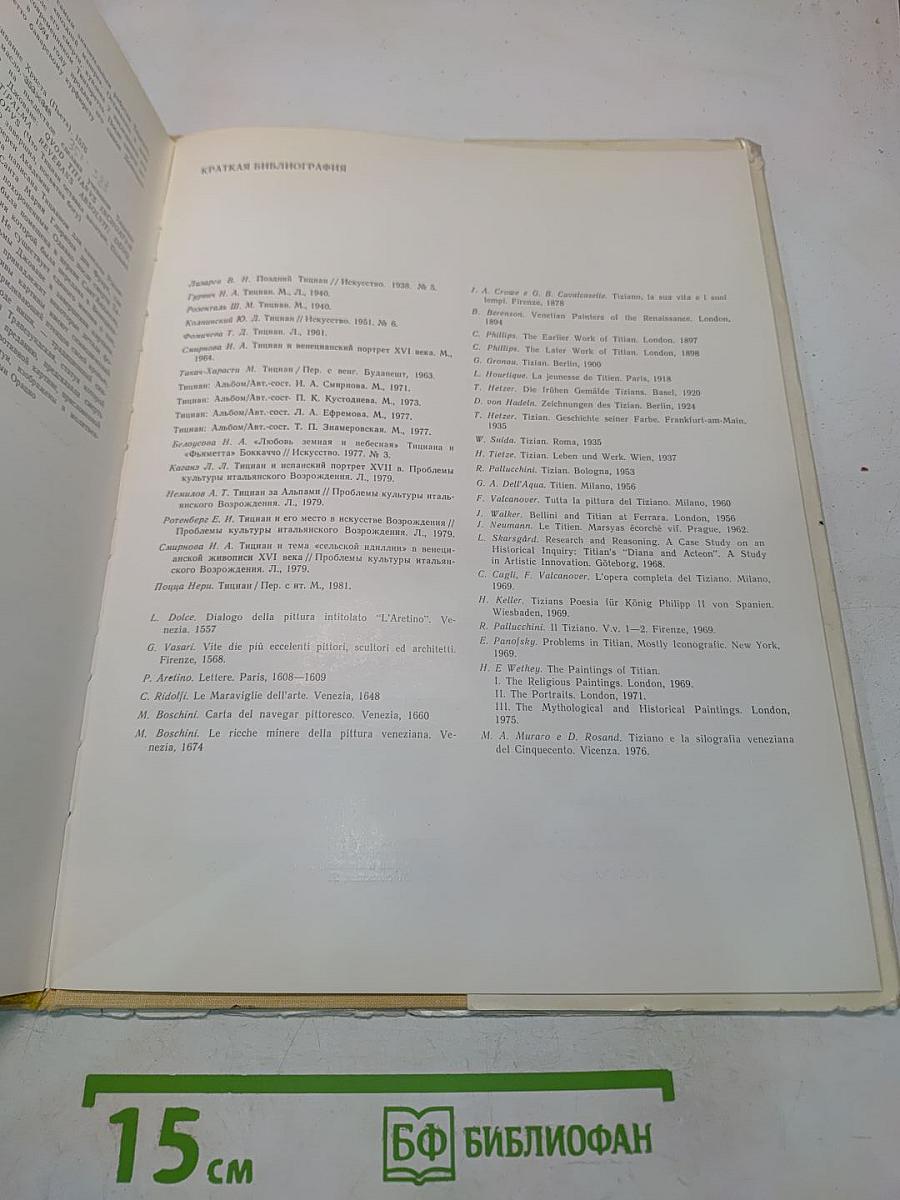 КРАТКАЯ БИБЛИОГРАФИЯ
Лазарев В. Н. Поздний Тициан // Искусство. 1938. № 5.
Гуревич Н. А. Тициан. М., Л., 1940.
Розенталь Ш. М. Тициан. М., 1940.
Колпинский Ю. Д. Тициан // Искусство. 1951. № 6.
Фомичева Т. Д. Тициан. Л., 1961.
Смирнова И. А. Тициан и венецианский портрет XVI века. М.,
1964.
Такач-Харасти М. Тициан / Пер. с венг. Будапешт, 1963.
Тициан: Альбом/Авт.-сост. И. А. Смирнова. М., 1971.
Тициан: Альбом/Авт.-сост. П. К. Кустодиева. М., 1973.
Тициан: Альбом/Авт.-сост. Л. А. Ефремова. М., 1977.
Тициан: Альбом/Авт.-сост. Т. П. Знамеровская. М., 1977.
Белоусова Н. А. «Любовь земная и небесная» Тициана и
«Фьяметта» Боккаччо // Искусство. 1977. № 3.
Каганэ Л. Л. Тициан и испанский портрет XVII в. Проблемы
культуры итальянского Возрождения. Л., 1979.
Немилов А. Т. Тициан за Альпами // Проблемы культуры италь-
янского Возрождения. Л., 1979.
Ротенберг Е. И. Тициан и его место в искусстве Возрождения //
Проблемы культуры итальянского Возрождения. Л., 1979.
Смирнова И. А. Тициан и тема «сельской идиллии» в венеци-
анской живописи XVI века // Проблемы культуры итальян-
ского Возрождения. Л., 1979.
Поцца Нери. Тициан / Пер. с ит. М., 1981.
L. Dolce. Dialogo della pittura intitolato "L'Aretino". Ve-
nezia. 1557
G. Vasari. Vite die più eccelenti pittori, scultori ed architetti.
Firenze, 1568.
P. Aretino. Lettere. Paris, 1608—1609
C. Ridolfi. Le Maraviglie dell'arte. Venezia, 1648
M. Boschini. Carta del navegar pittoresco. Venezia, 1660
M. Boschini. Le ricche minere della pittura veneziana. Ve-
nezia, 1674
I. A. Crowe e G. B. Cavalcaselle. Tiziano, la sua vita e i suoi
tempi. Firenze, 1878
B. Berenson. Venetian Painters of the Renaissance. London,
1894
C. Phillips. The Earlier Work of Titian. London, 1897
C. Phillips. The Later Work of Titian. London, 1898
G. Gronau. Tizian. Berlin, 1900
L. Hourtique. La jeunesse de Titien. Paris, 1918
T. Hetzer. Die frühen Gemälde Tizians. Basel, 1920
D. von Hadeln. Zeichnungen des Tizian. Berlin, 1924
T. Hetzer. Tizian. Geschichte seiner Farbe. Frankfurt-am-Main,
1935
W. Suida. Tizian. Roma, 1935
H. Tietze. Tizian. Leben und Werk. Wien, 1937
R. Pallucchini. Tizian. Bologna, 1953
G. A. Dell'Aqua. Titien. Milano, 1956
F. Valcanover. Tutta la pittura del Tiziano. Milano, 1960
J. Walker. Bellini and Titian at Ferrara. London, 1956
J. Neumann. Le Titien. Marsyas écorché vif. Prague, 1962.
L. Skarsgård. Research and Reasoning. A Case Study on an
Historical Inquiry: Titian's "Diana and Acteon". A Study
in Artistic Innovation. Göteborg, 1968.
C. Cagli, F. Valcanover. L'opera completa del Tiziano. Milano,
1969.
H. Keller. Tizians Poesia für König Philipp II von Spanien.
Wiesbaden, 1969.
R. Pallucchini. Il Tiziano. V.v. 1—2. Firenze, 1969.
E. Panofsky. Problems in Titian, Mostly Iconografic. New York,
1969.
H. E Wethey. The Paintings of Titian.
I. The Religious Paintings. London, 1969.
II. The Portraits. London, 1971.
III. The Mythological and Historical Paintings. London,
1975.
M. A. Muraro e D. Rosand. Tiziano e la silografia veneziana
del Cinquecento. Vicenza. 1976.
15 см
БФ БИБЛИОФАН